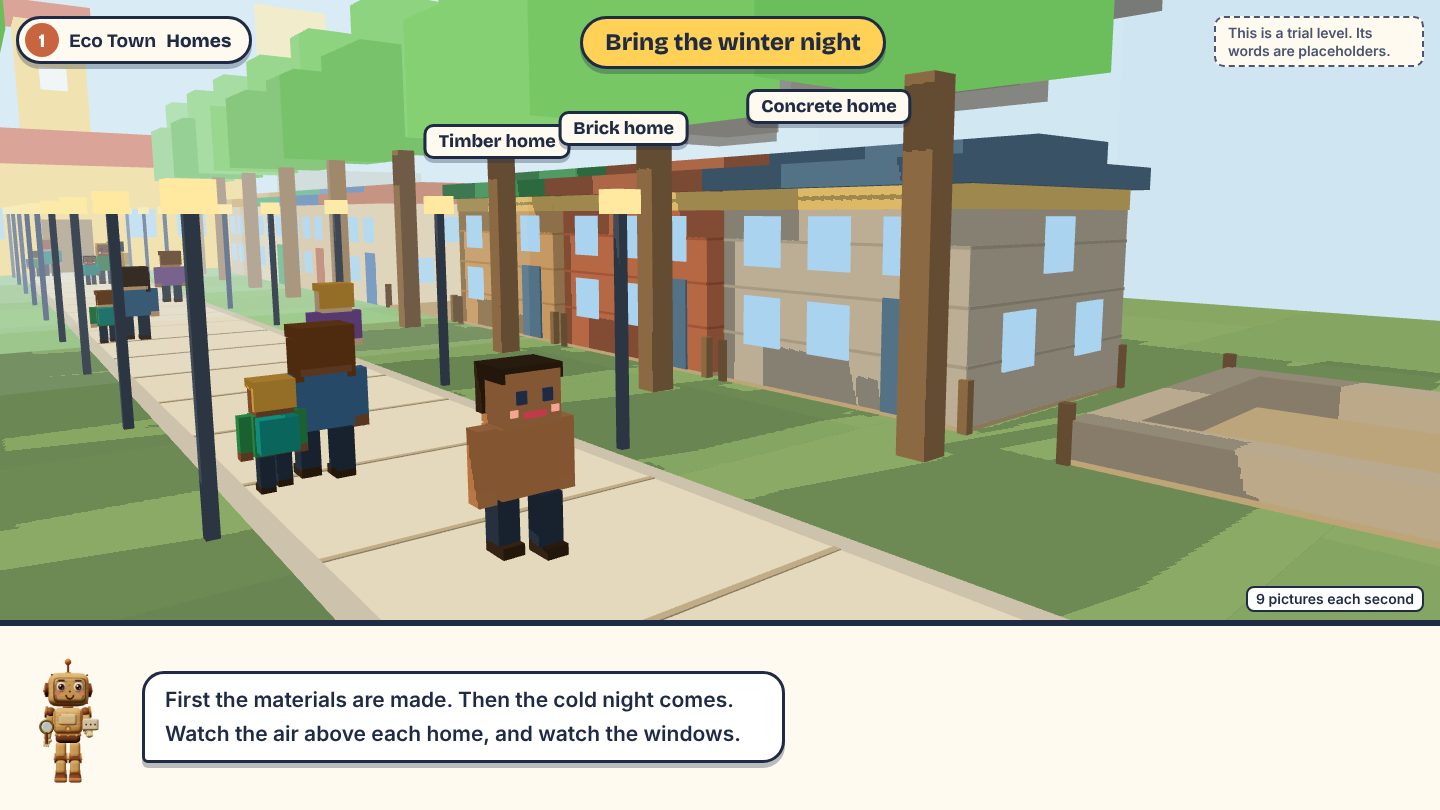 1 Eco Town Homes
Bring the winter night
This is a trial level. Its
words are placeholders.
Concrete home
Brick home
Timber home
9 pictures each second
First the materials are made. Then the cold night comes.
Watch the air above each home, and watch the windows.